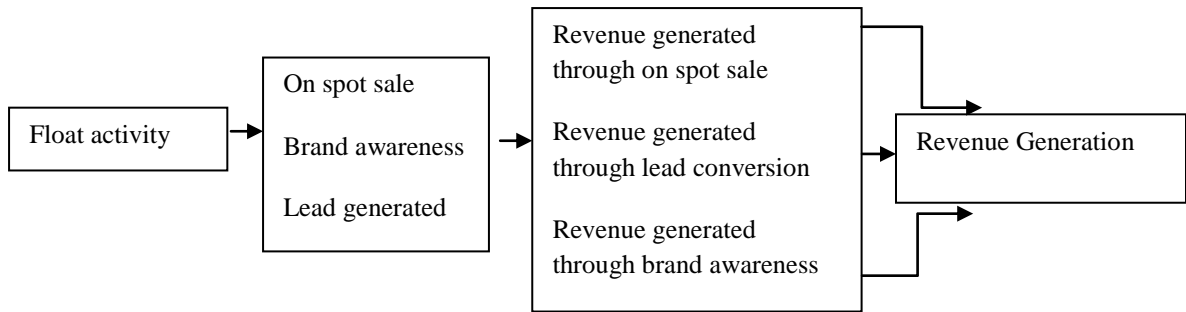 Float activity
On spot sale
Brand awareness
Lead generated
Revenue generated
through on spot sale
Revenue generated
through lead conversion
Revenue generated
through brand awareness
Revenue Generation